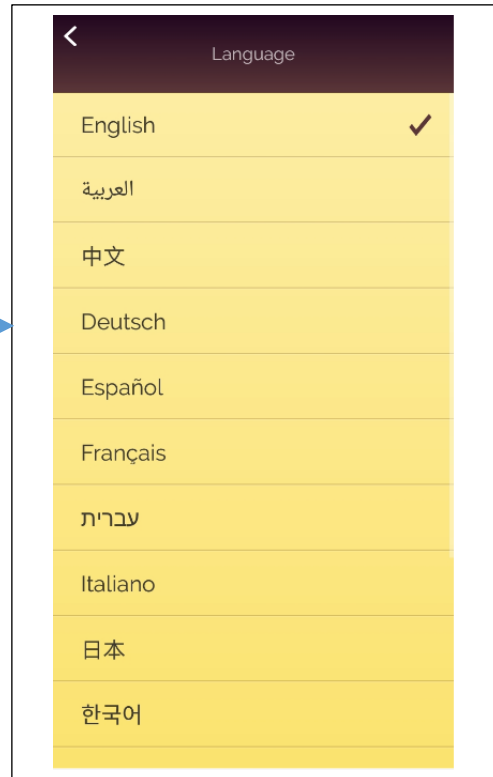 Language
English
العربية
中文
Deutsch
Español
Français
עברית
Italiano
日本
한국어